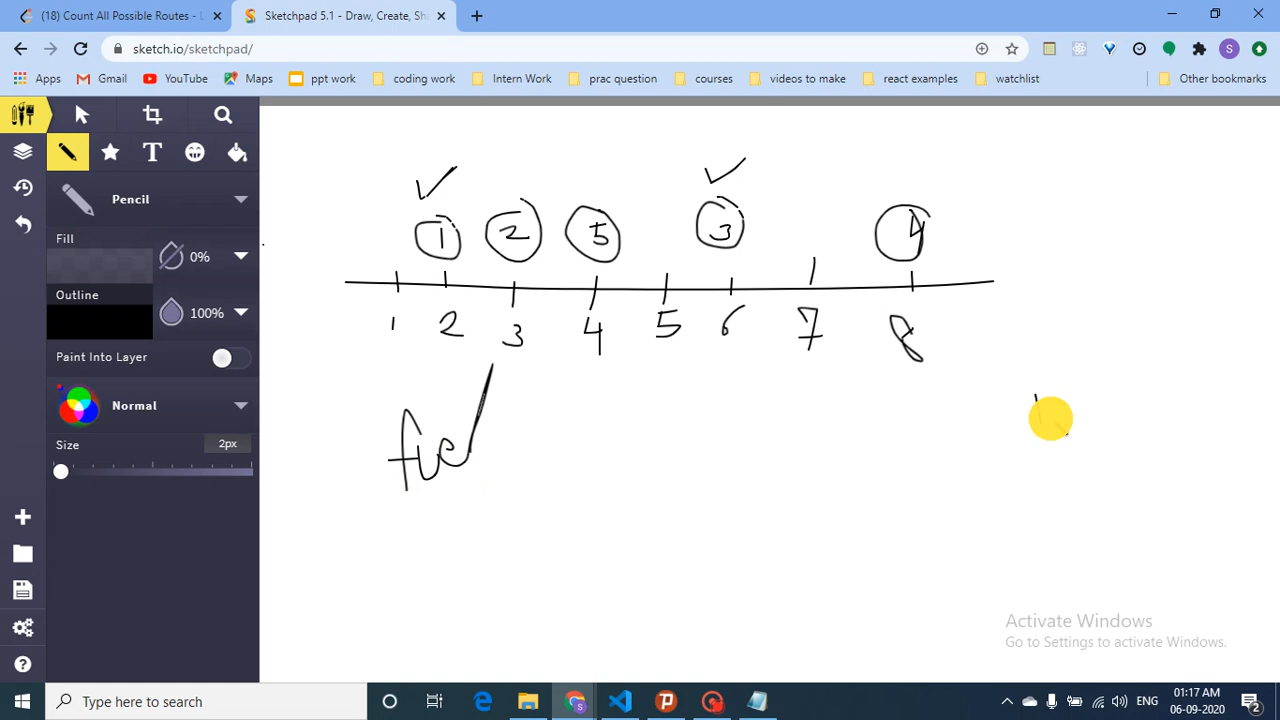 (18) Count All Possible Routes - L
Sketchpad 5.1 - Draw, Create, Sha
sketch.io/sketchpad/
S
Apps Gmail YouTube Maps ppt work coding work Intern Work prac question courses videos to make react examples watchlist Other bookmarks
Pencil
Fill
0%
Outline
100%
Paint Into Layer
Normal
Size 2px
1 2 5 3 4
1 2 3 4 5 6 7 8
fuel
Activate Windows
Go to Settings to activate Windows.
Type here to search
ENG
01:17 AM
06-09-2020
2